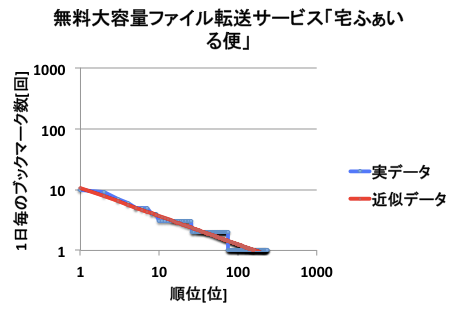 無料大容量ファイル転送サービス「宅ふぁい
る便」
1日毎のブックマーク数[回]
1000
100
10
1
1
10
100
1000
順位[位]
実データ
近似データ